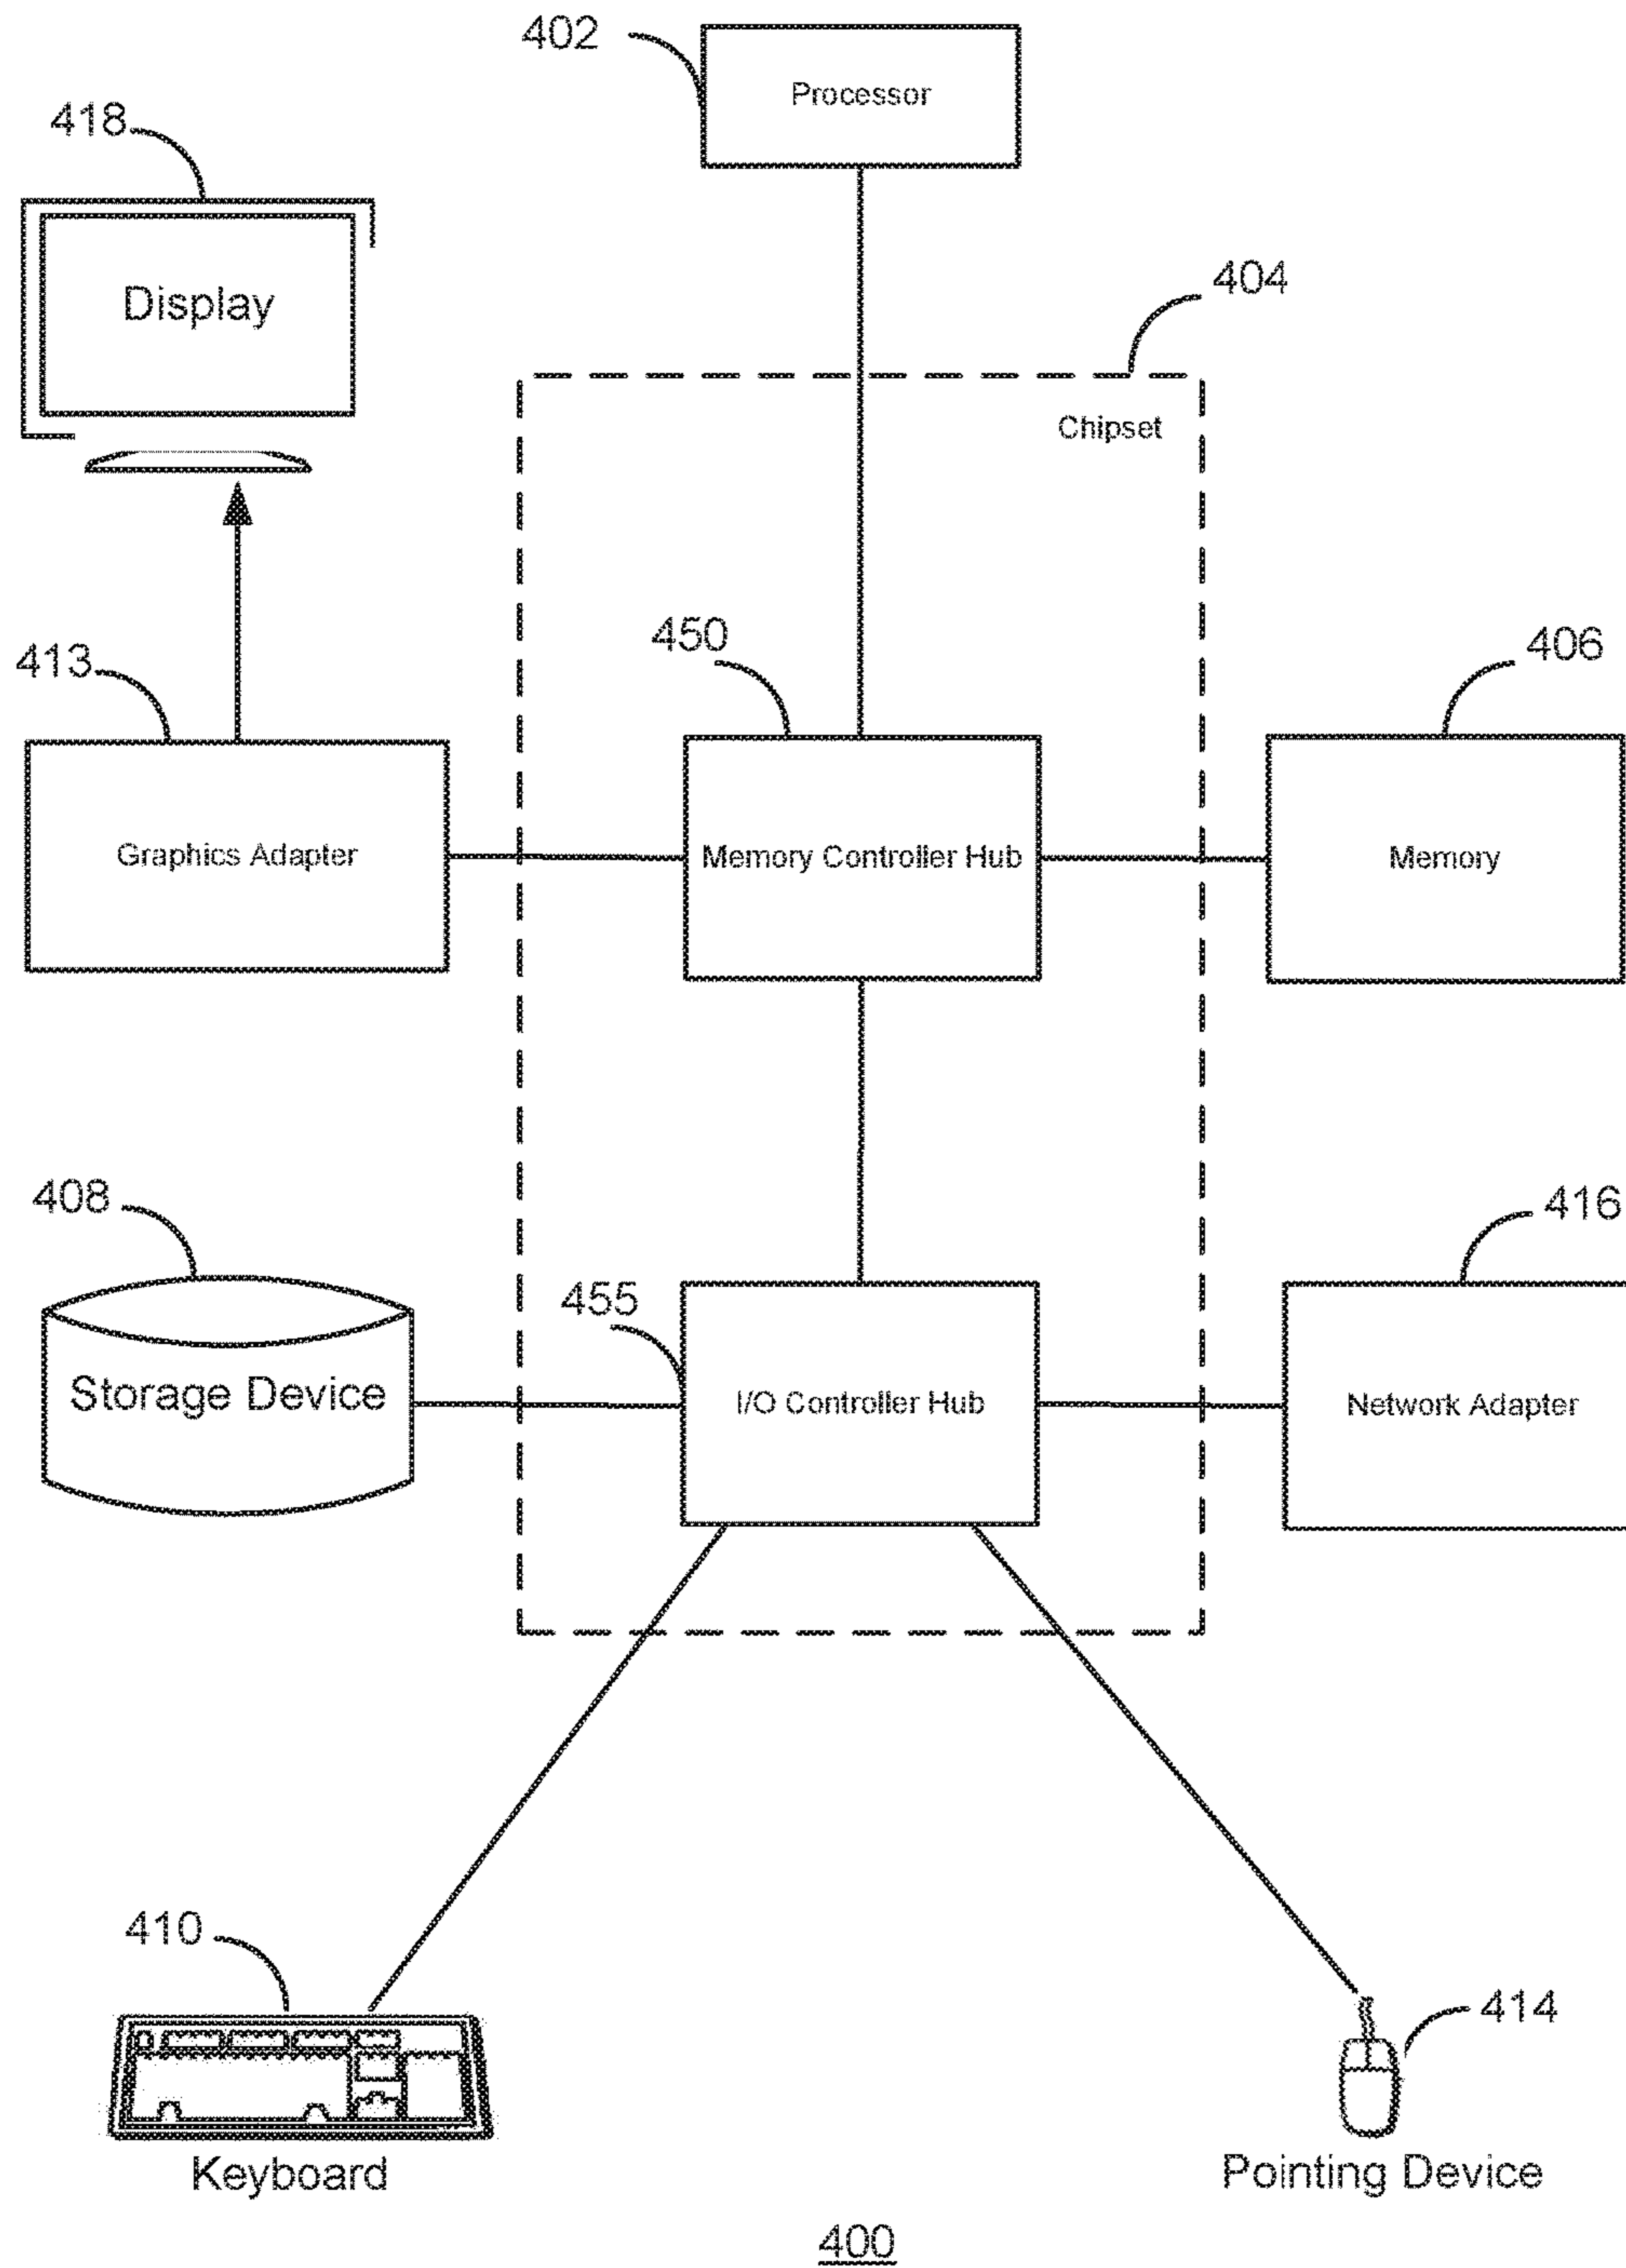 402
Processor
418
Display
404
Chipset
413
450
406
Graphics Adapter
Memory Controller Hub
Memory
408
416
455
Storage Device
I/O Controller Hub
Network Adapter
410
414
Keyboard
Pointing Device
400